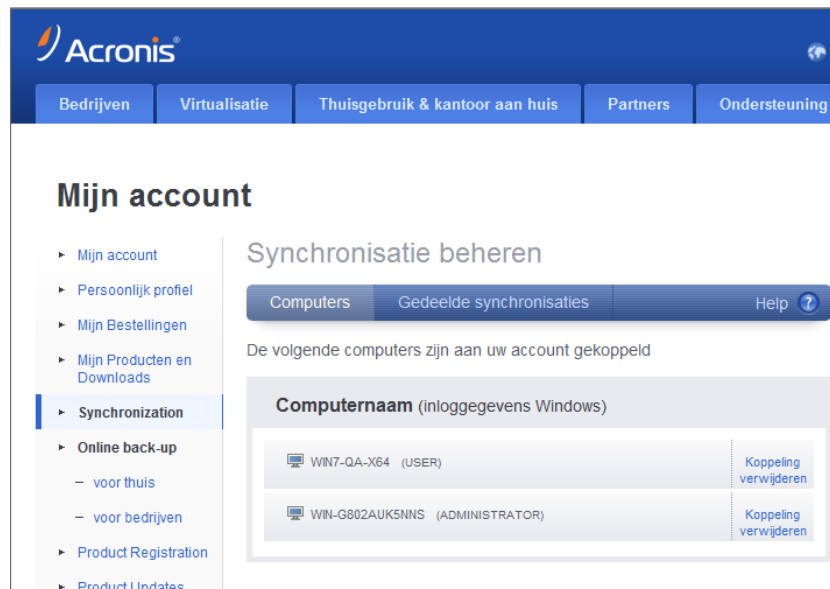 Acronis®
Bedrijven
Virtualisatie
Thuisgebruik & kantoor aan huis
Partners
Ondersteuning
Mijn account
Mijn account
Persoonlijk profiel
Mijn Bestellingen
Mijn Producten en
Downloads
Synchronization
Online back-up
– voor thuis
– voor bedrijven
Product Registration
Product Updates
Synchronisatie beheren
Computers
Gedeelde synchronisaties
Help ?
De volgende computers zijn aan uw account gekoppeld
Computernaam (inloggegevens Windows)
WIN7-QA-X64 (USER)
Koppeling
verwijderen
WIN-G802AUK5NNS (ADMINISTRATOR)
Koppeling
verwijderen